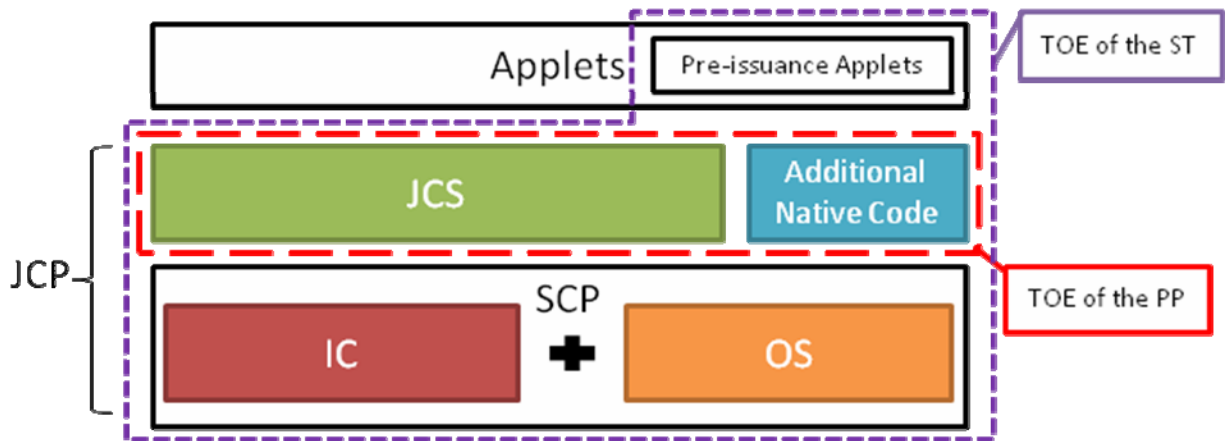 Applets
Pre-issuance Applets
TOE of the ST
JCS
Additional
Native Code
JCP
SCP
TOE of the PP
IC
OS